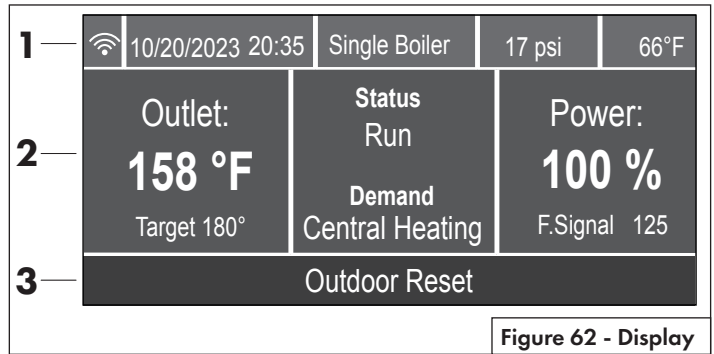 1 10/20/2023 20:35 Single Boiler 17 psi 66°F
2
Outlet:
158 °F
Target 180°
Status
Run
Demand
Central Heating
Power:
100 %
F.Signal 125
3 Outdoor Reset
Figure 62 - Display